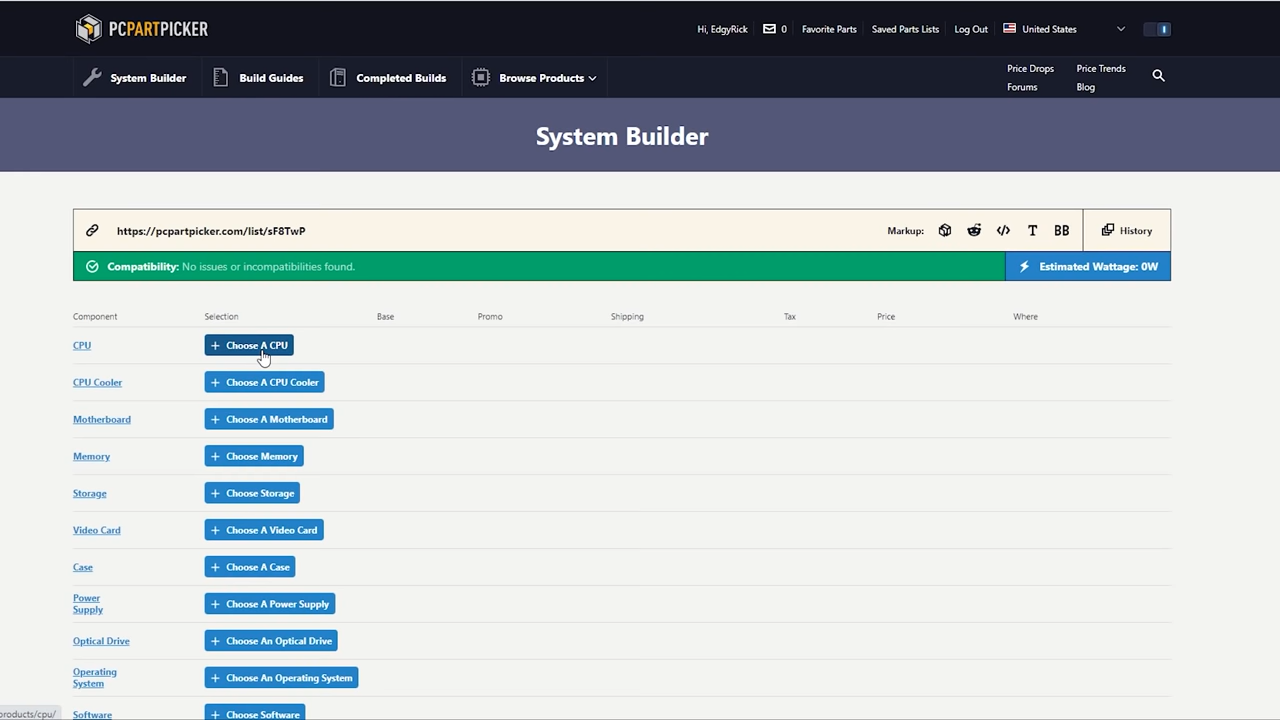 PCPARTPICKER
Hi, EdgyRick
0
Favorite Parts
Saved Parts Lists
Log Out
United States
System Builder
Build Guides
Completed Builds
Browse Products
Price Drops
Price Trends
Forums
Blog
System Builder
https://pcpartpicker.com/list/sF8TwP
Markup:
T
BB
History
Compatibility: No issues or incompatibilities found.
Estimated Wattage: 0W
Component Selection Base Promo Shipping Tax Price Where
CPU
+ Choose A CPU
CPU Cooler
+ Choose A CPU Cooler
Motherboard
+ Choose A Motherboard
Memory
+ Choose Memory
Storage
+ Choose Storage
Video Card
+ Choose A Video Card
Case
+ Choose A Case
Power
Supply
+ Choose A Power Supply
Optical Drive
+ Choose An Optical Drive
Operating
System
+ Choose An Operating System
Software
+ Choose Software
products/cpu/